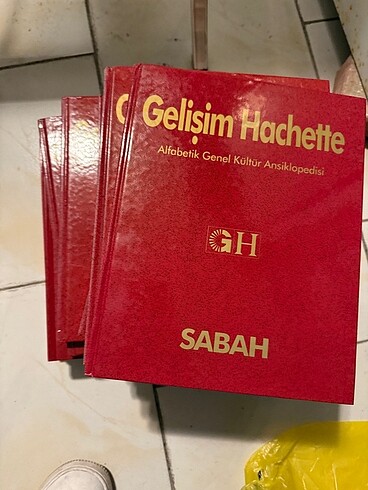 Gelişim Hachette
Alfabetik Genel Kültür Ansiklopedisi
GH
SABAH
G